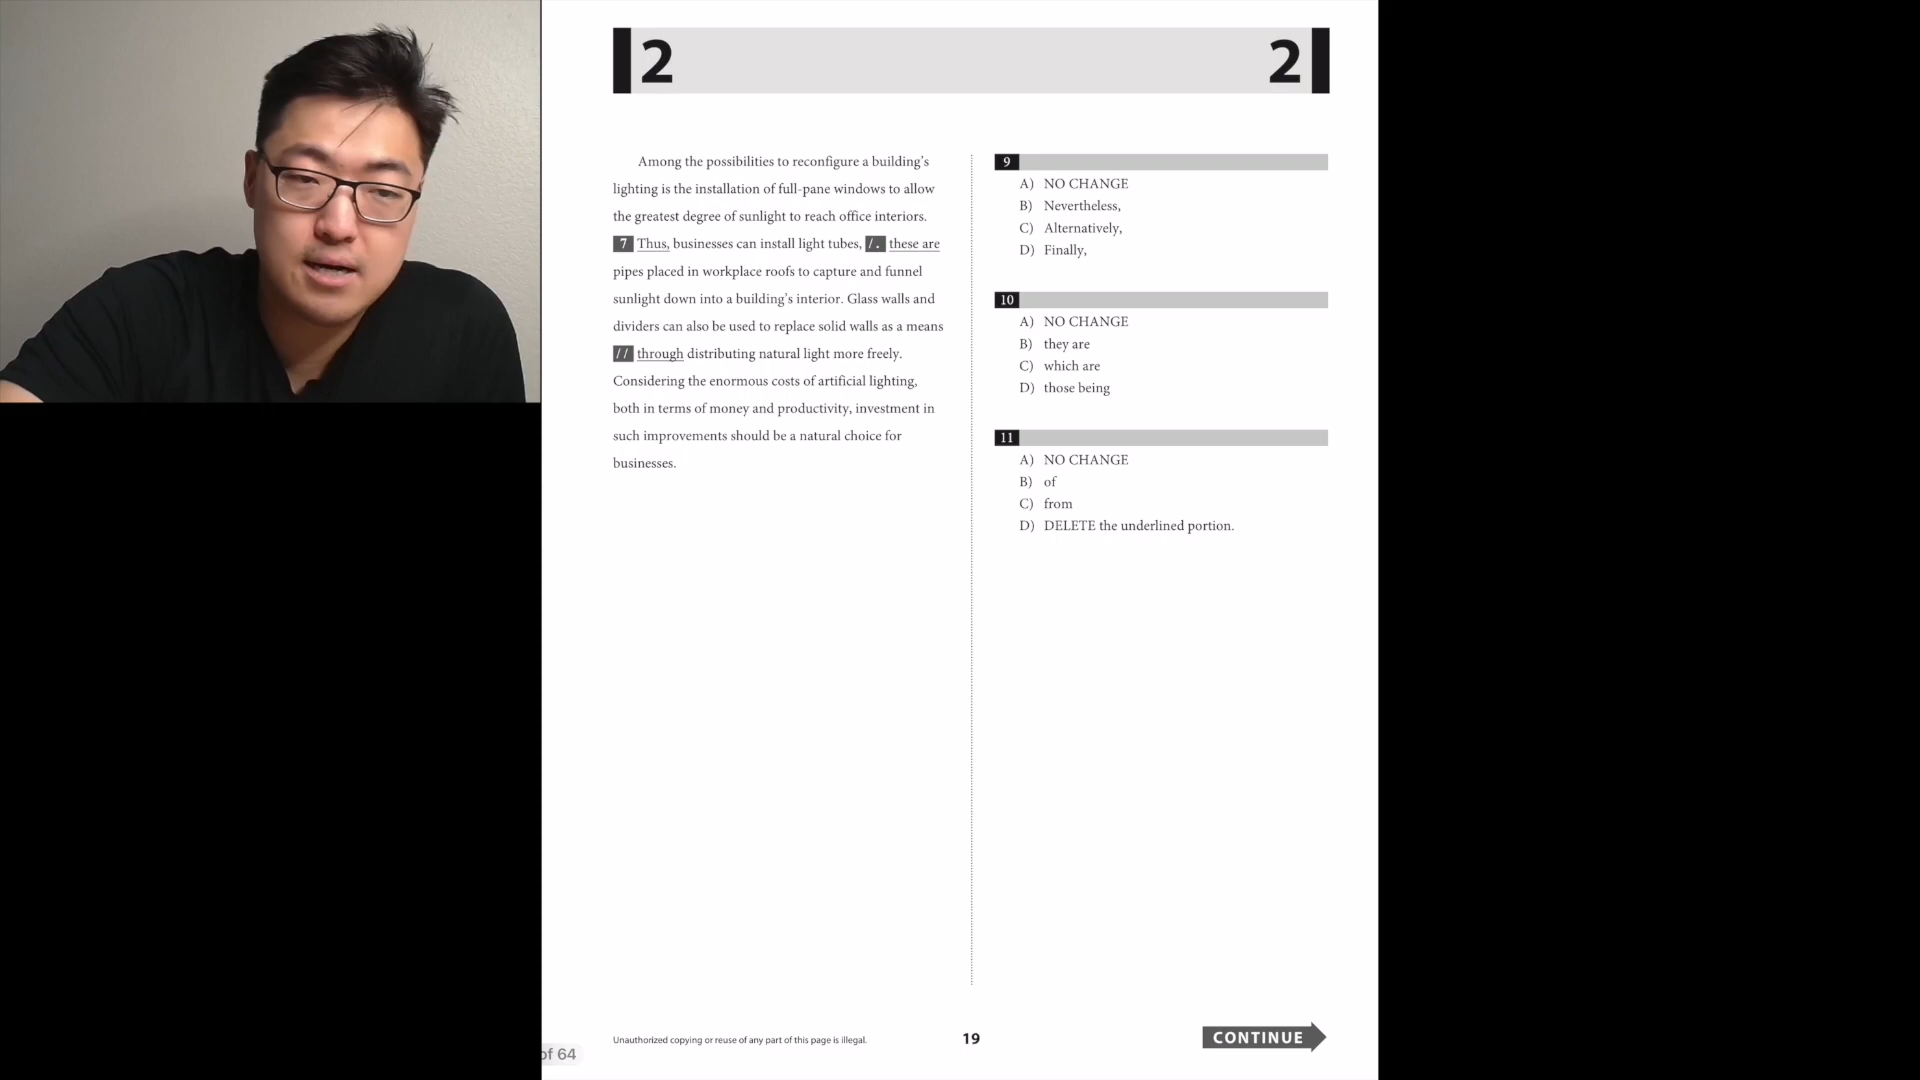 2
2
Among the possibilities to reconfigure a building's
lighting is the installation of full-pane windows to allow
the greatest degree of sunlight to reach office interiors.
7 Thus, businesses can install light tubes, /. these are
pipes placed in workplace roofs to capture and funnel
sunlight down into a building's interior. Glass walls and
dividers can also be used to replace solid walls as a means
// through distributing natural light more freely.
Considering the enormous costs of artificial lighting,
both in terms of money and productivity, investment in
such improvements should be a natural choice for
businesses.
9
A) NO CHANGE
B) Nevertheless,
C) Alternatively,
D) Finally,
10
A) NO CHANGE
B) they are
C) which are
D) those being
11
A) NO CHANGE
B) of
C) from
D) DELETE the underlined portion.
Unauthorized copying or reuse of any part of this page is illegal.
19
CONTINUE
of 64